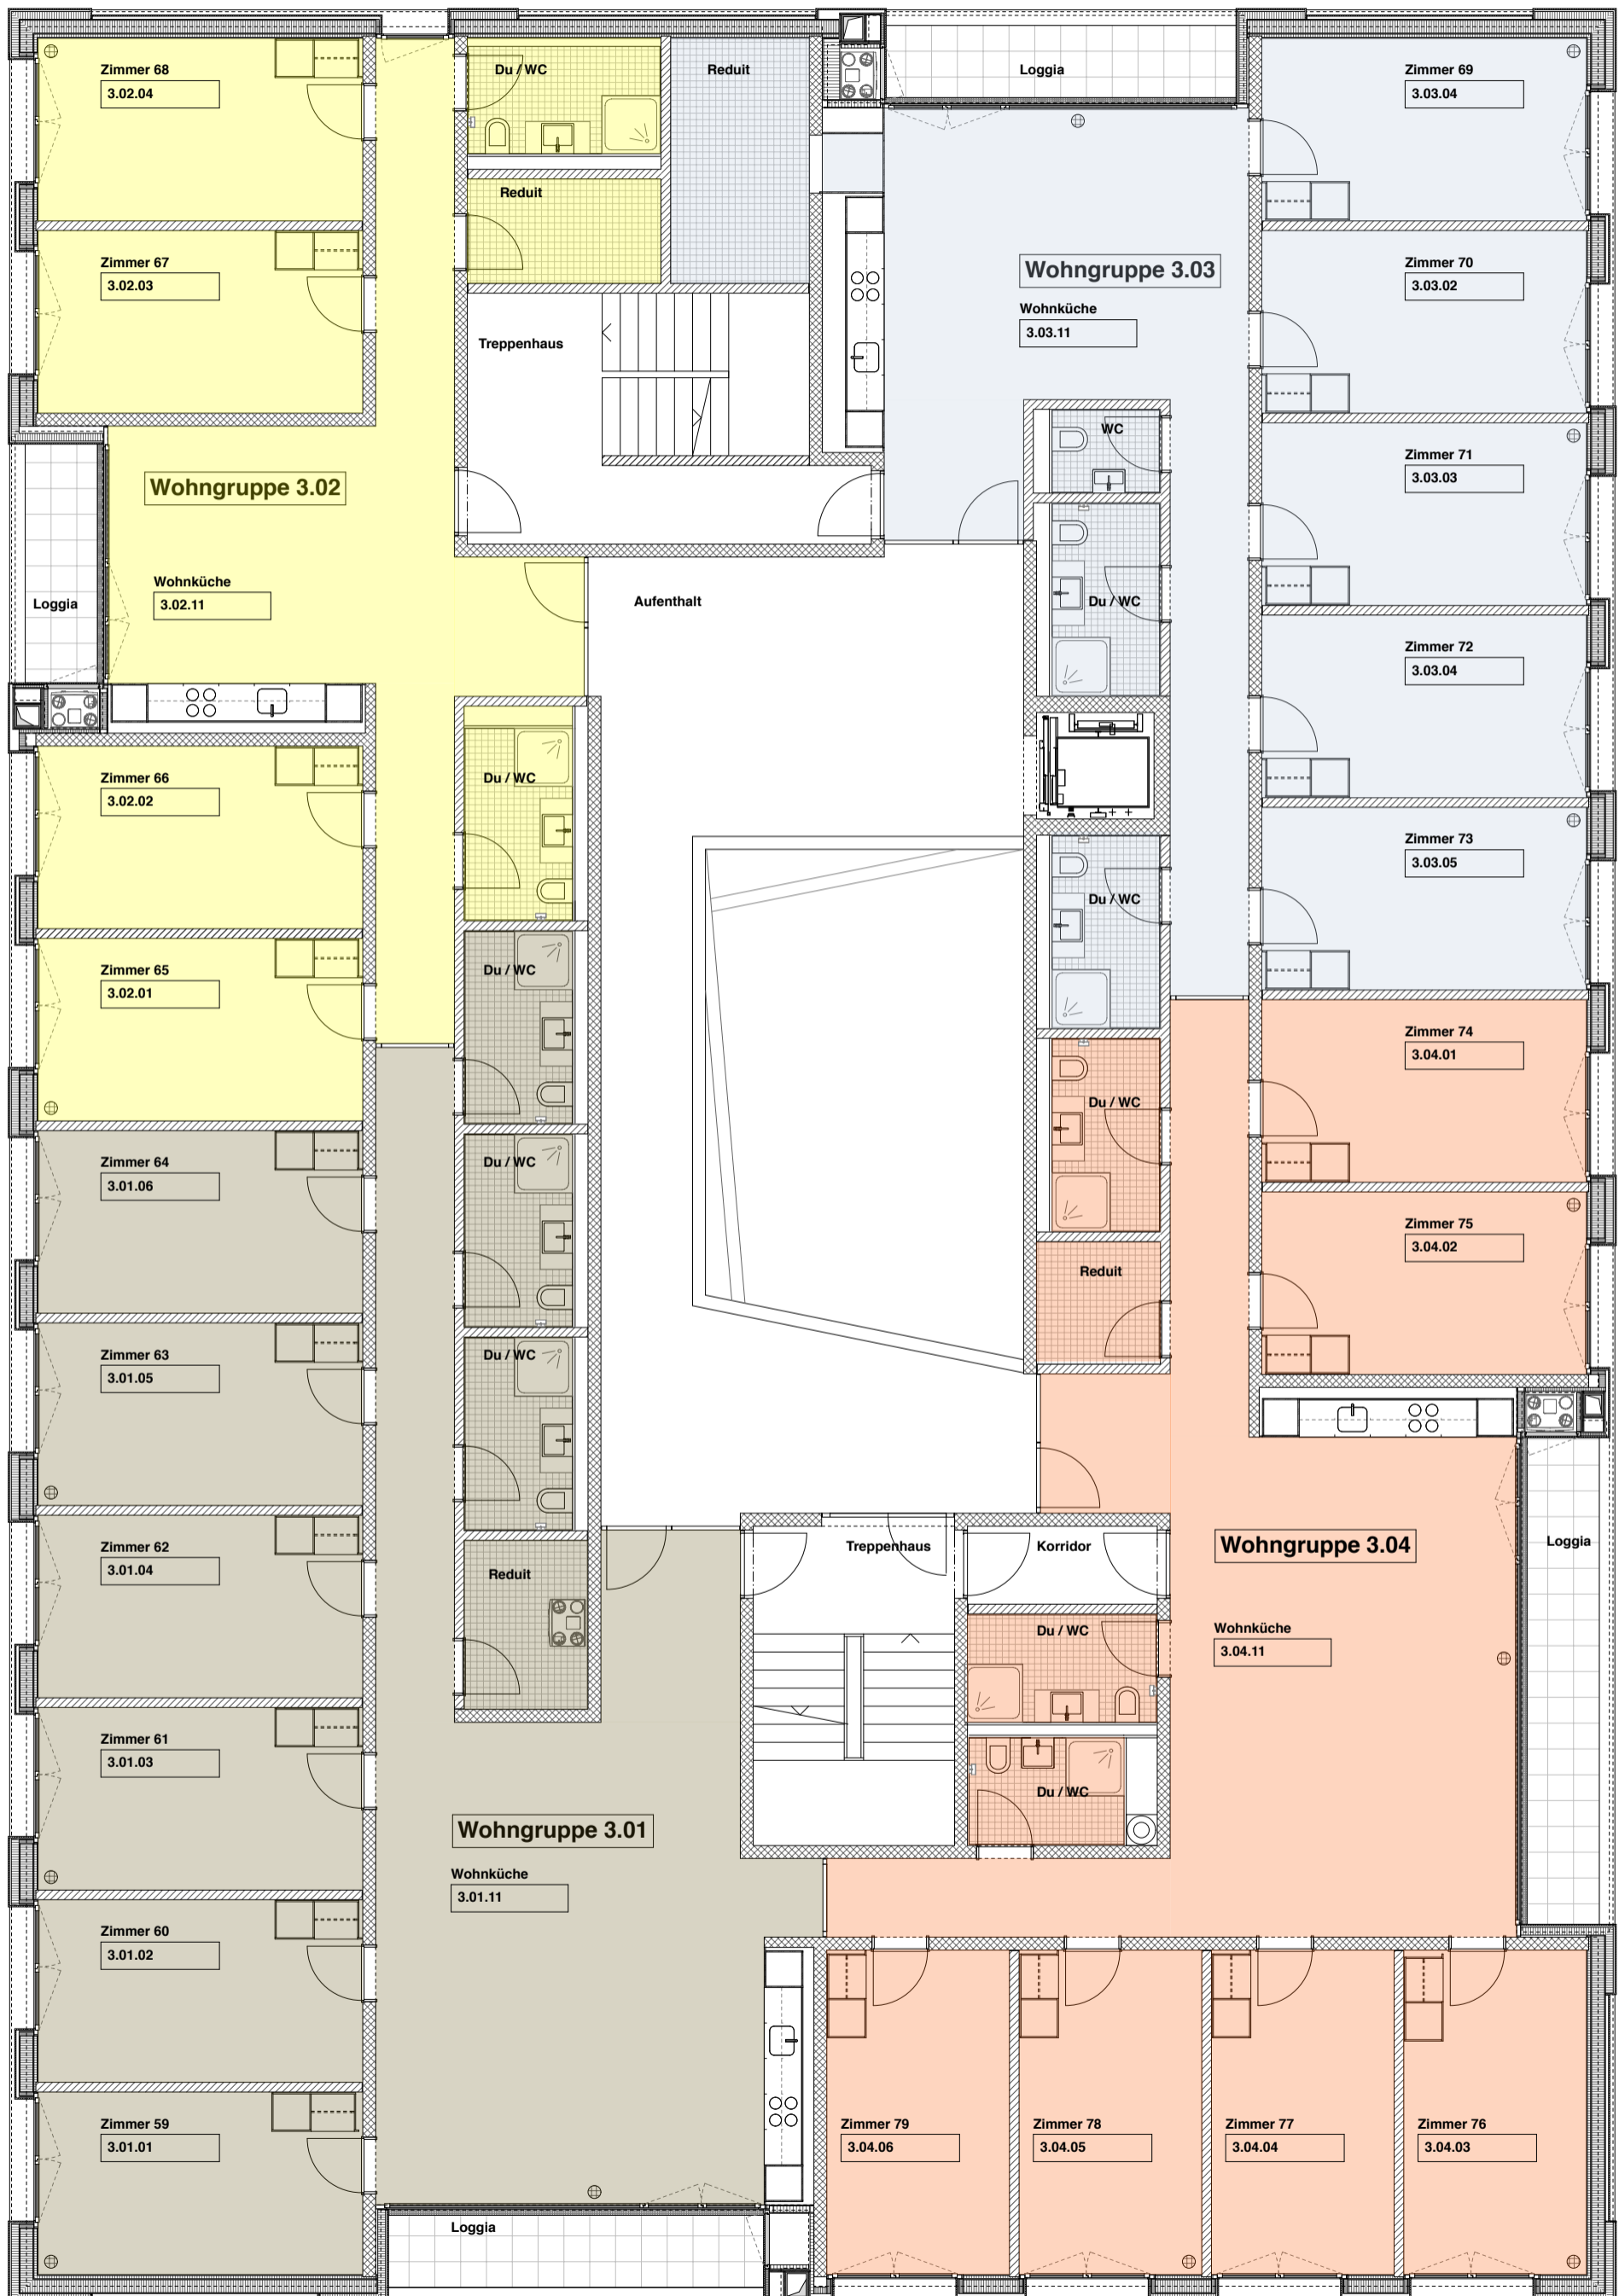 Zimmer 68
3.02.04
Du / WC
Reduit
Loggia
Zimmer 69
3.03.04
Reduit
Zimmer 67
3.02.03
Wohngruppe 3.03
Wohnküche
3.03.11
Zimmer 70
3.03.02
Treppenhaus
WC
Zimmer 71
3.03.03
Wohngruppe 3.02
Wohnküche
3.02.11
Loggia
Aufenthalt
Du / WC
Zimmer 72
3.03.04
Zimmer 66
3.02.02
Du / WC
Zimmer 73
3.03.05
Du / WC
Zimmer 65
3.02.01
Du / WC
Zimmer 74
3.04.01
Du / WC
Zimmer 64
3.01.06
Du / WC
Zimmer 75
3.04.02
Reduit
Zimmer 63
3.01.05
Du / WC
Zimmer 62
3.01.04
Reduit
Treppenhaus
Korridor
Wohngruppe 3.04
Loggia
Du / WC
Wohnküche
3.04.11
Zimmer 61
3.01.03
Du / WC
Wohngruppe 3.01
Wohnküche
3.01.11
Zimmer 60
3.01.02
Zimmer 59
3.01.01
Zimmer 79
3.04.06
Zimmer 78
3.04.05
Zimmer 77
3.04.04
Zimmer 76
3.04.03
Loggia